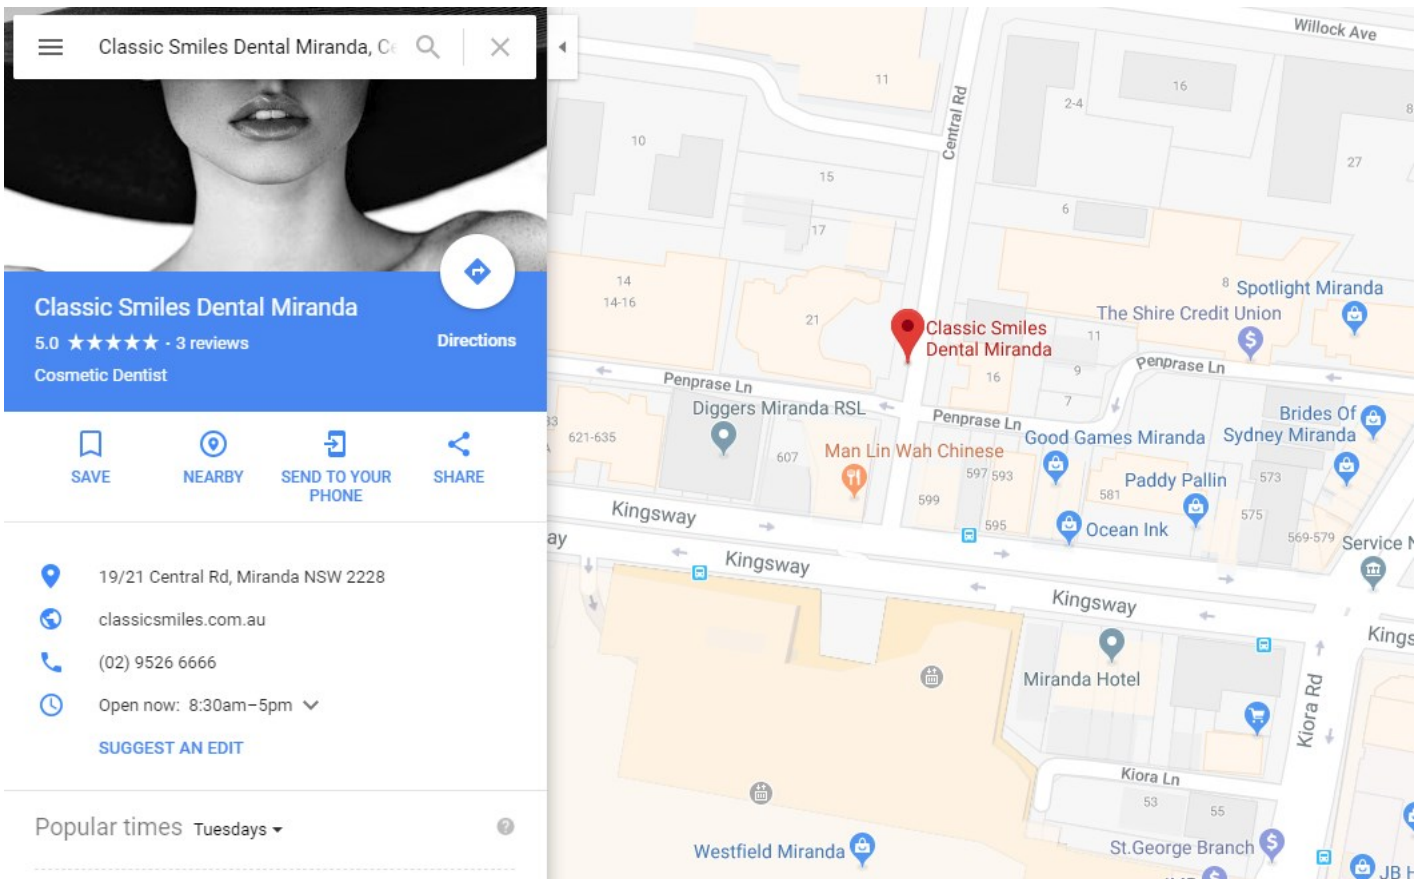 Classic Smiles Dental Miranda, Ce
Classic Smiles Dental Miranda
5.0 ★★★★★ · 3 reviews
Cosmetic Dentist
Directions
SAVE
NEARBY
SEND TO YOUR
PHONE
SHARE
19/21 Central Rd, Miranda NSW 2228
classicsmiles.com.au
(02) 9526 6666
Open now: 8:30am–5pm
SUGGEST AN EDIT
Popular times Tuesdays
?
Willock Ave
11
Central Rd
2-4
16
8
10
15
27
6
17
14
14-16
8
Spotlight Miranda
The Shire Credit Union
21
Classic Smiles
Dental Miranda
11
16
9
7
Penprase Ln
Penprase Ln
Penprase Ln
Diggers Miranda RSL
Brides Of
Sydney Miranda
33
621-635
607
Man Lin Wah Chinese
Good Games Miranda
597
593
599
595
581
Paddy Pallin
573
575
569-579
Ocean Ink
Service N
Kingsway
ay
Kingsway
Kingsway
Kings
Miranda Hotel
Kiora Rd
Kiora Ln
53
55
Westfield Miranda
St.George Branch
JB H